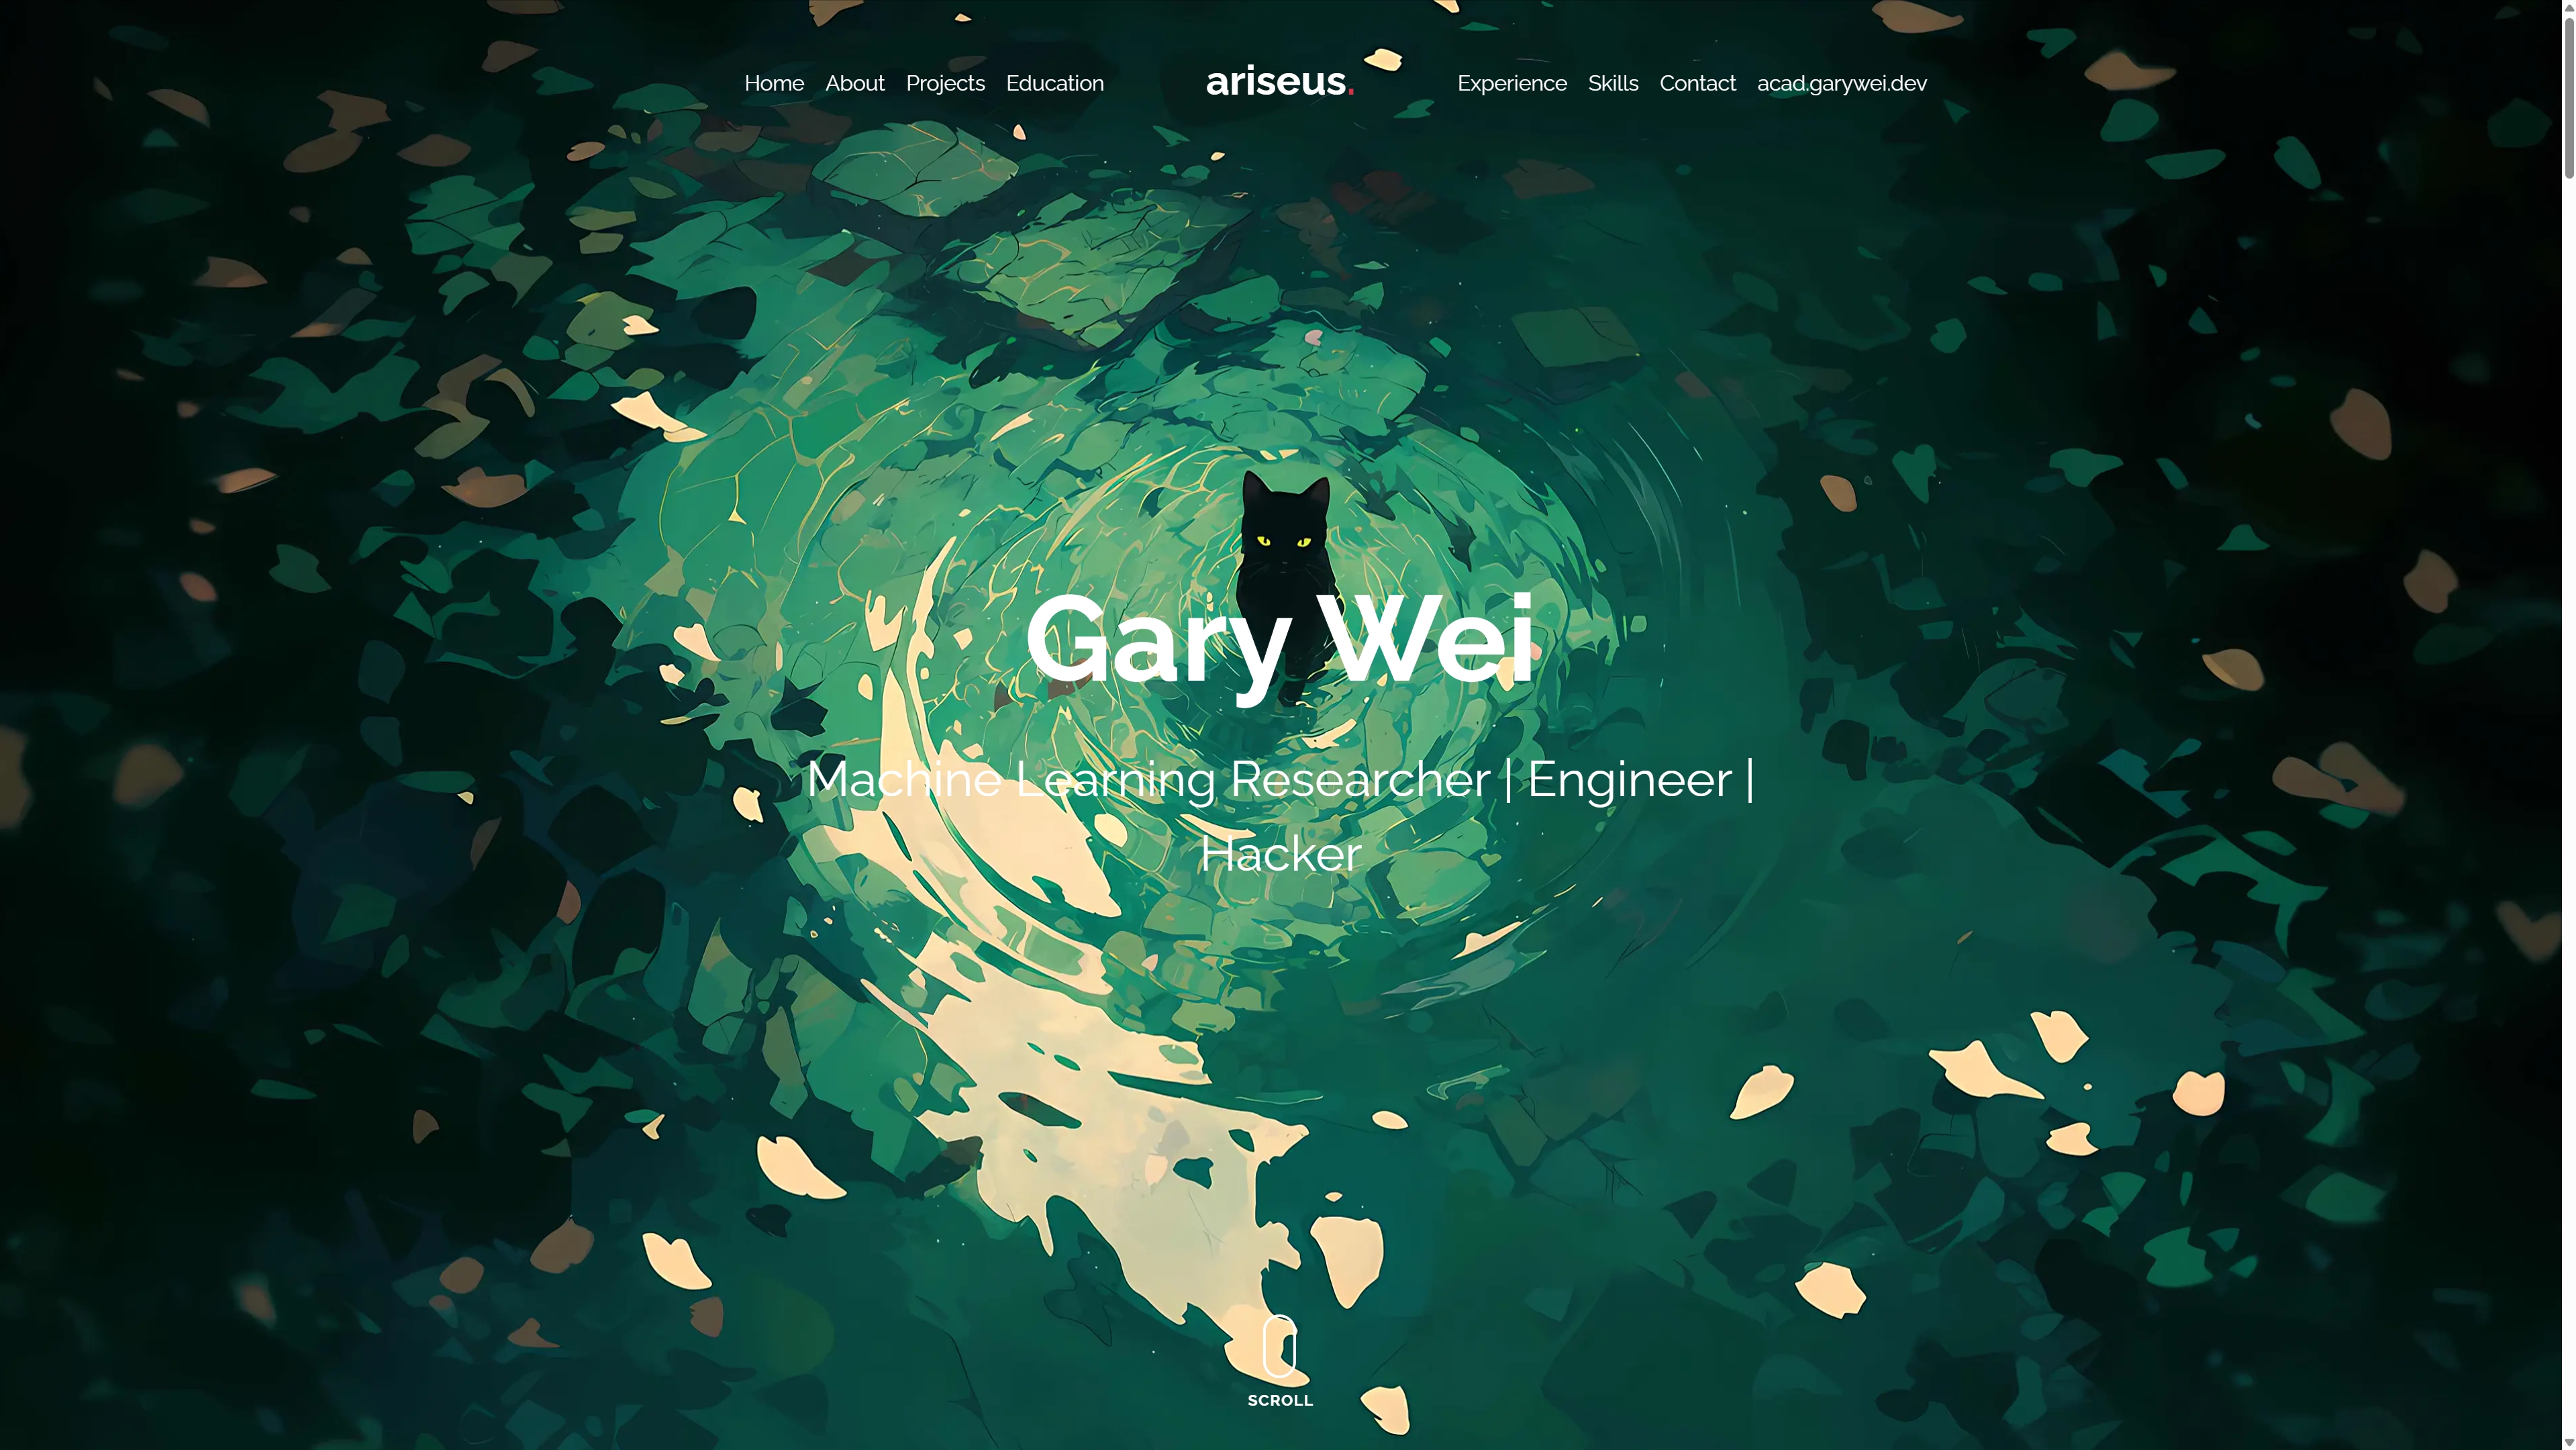 Home About Projects Education ariseus. Experience Skills Contact acad.garywei.dev
Gary Wei
Machine Learning Researcher | Engineer |
Hacker
SCROLL